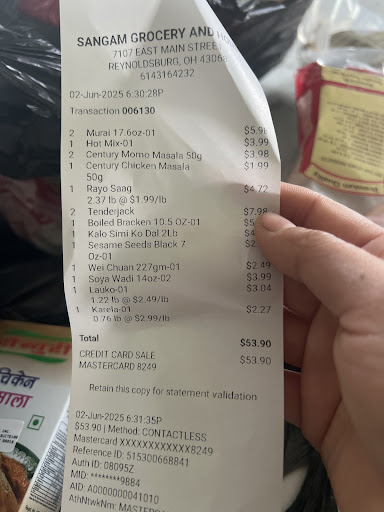 SANGAM GROCERY AND
7107 EAST MAIN STREE
REYNOLDSBURG, OH 4306
6143164232
02-Jun-2025 6:30:28P
Transaction 006130
2 Murai 17.6oz-01 $5.98
1 Hot Mix-01 $3.99
2 Century Momo Masala 50g $3.98
1 Century Chicken Masala 50g $1.99
1 Rayo Saag $4.72
2.37 lb @ $1.99/lb
2 Tenderjack $7.98
1 Boiled Bracken 10.5 OZ-01 $5
1 Kalo Simi Ko Dal 2Lb $4
1 Sesame Seeds Black 7 Oz-01 $2
1 Wei Chuan 227gm-01 $2.49
1 Soya Wadi 14oz-02 $3.99
1 Lauko-01 $3.04
1.22 lb @ $2.49/lb
1 Karela-01 $2.27
0.76 lb @ $2.99/lb
Total $53.90
CREDIT CARD SALE $53.90
MASTERCARD 8249
Retain this copy for statement validation
02-Jun-2025 6:31:35P
$53.90 | Method: CONTACTLESS
Mastercard XXXXXXXXXXXX8249
Reference ID: 515300668841
Auth ID: 08095Z
MID: ********9884
AID: A0000000041010
AthNtwkNm: MASTERC
चिकेन